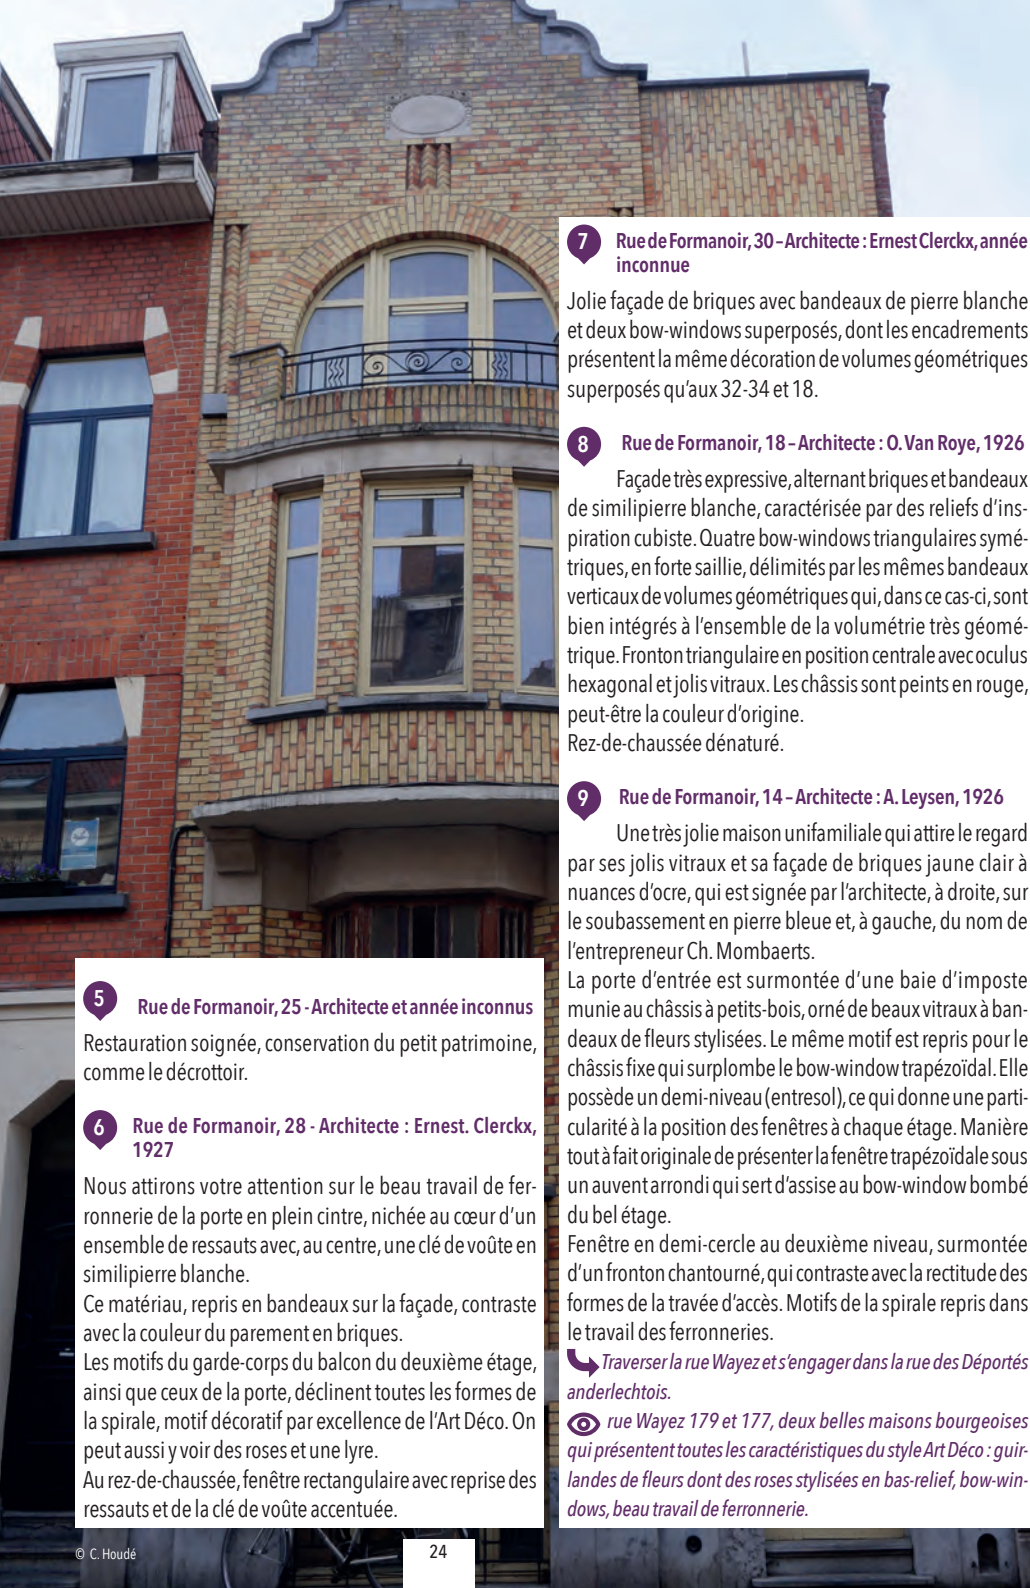 5 Rue de Formanoir, 25 - Architecte et année inconnus
Restauration soignée, conservation du petit patrimoine,
comme le décrottoir.
6 Rue de Formanoir, 28 - Architecte : Ernest. Clerckx,
1927
Nous attirons votre attention sur le beau travail de fer-
ronnerie de la porte en plein cintre, nichée au cœur d'un
ensemble de ressauts avec, au centre, une clé de voûte en
similipierre blanche.
Ce matériau, repris en bandeaux sur la façade, contraste
avec la couleur du parement en briques.
Les motifs du garde-corps du balcon du deuxième étage,
ainsi que ceux de la porte, déclinent toutes les formes de
la spirale, motif décoratif par excellence de l'Art Déco. On
peut aussi y voir des roses et une lyre.
Au rez-de-chaussée, fenêtre rectangulaire avec reprise des
ressauts et de la clé de voûte accentuée.
7 Rue de Formanoir, 30 – Architecte : Ernest Clerckx, année
inconnue
Jolie façade de briques avec bandeaux de pierre blanche
et deux bow-windows superposés, dont les encadrements
présentent la même décoration de volumes géométriques
superposés qu'aux 32-34 et 18.
8 Rue de Formanoir, 18 – Architecte : O. Van Roye, 1926
Façade très expressive, alternant briques et bandeaux
de similipierre blanche, caractérisée par des reliefs d'ins-
piration cubiste. Quatre bow-windows triangulaires symé-
triques, en forte saillie, délimités par les mêmes bandeaux
verticaux de volumes géométriques qui, dans ce cas-ci, sont
bien intégrés à l'ensemble de la volumétrie très géomé-
trique. Fronton triangulaire en position centrale avec oculus
hexagonal et jolis vitraux. Les châssis sont peints en rouge,
peut-être la couleur d'origine.
Rez-de-chaussée dénaturé.
9 Rue de Formanoir, 14 – Architecte : A. Leysen, 1926
Une très jolie maison unifamiliale qui attire le regard
par ses jolis vitraux et sa façade de briques jaune clair à
nuances d'ocre, qui est signée par l'architecte, à droite, sur
le soubassement en pierre bleue et, à gauche, du nom de
l'entrepreneur Ch. Mombaerts.
La porte d'entrée est surmontée d'une baie d'imposte
munie au châssis à petits-bois, orné de beaux vitraux à ban-
deaux de fleurs stylisées. Le même motif est repris pour le
châssis fixe qui surplombe le bow-window trapézoïdal. Elle
possède un demi-niveau (entresol), ce qui donne une parti-
cularité à la position des fenêtres à chaque étage. Manière
tout à fait originale de présenter la fenêtre trapézoïdale sous
un auvent arrondi qui sert d'assise au bow-window bombé
du bel étage.
Fenêtre en demi-cercle au deuxième niveau, surmontée
d'un fronton chantourné, qui contraste avec la rectitude des
formes de la travée d'accès. Motifs de la spirale repris dans
le travail des ferronneries.
Traverser la rue Wayez et s'engager dans la rue des Déportés
anderlechtois.
rue Wayez 179 et 177, deux belles maisons bourgeoises
qui présentent toutes les caractéristiques du style Art Déco : guir-
landes de fleurs dont des roses stylisées en bas-relief, bow-win-
dows, beau travail de ferronnerie.
© C. Houdé
24